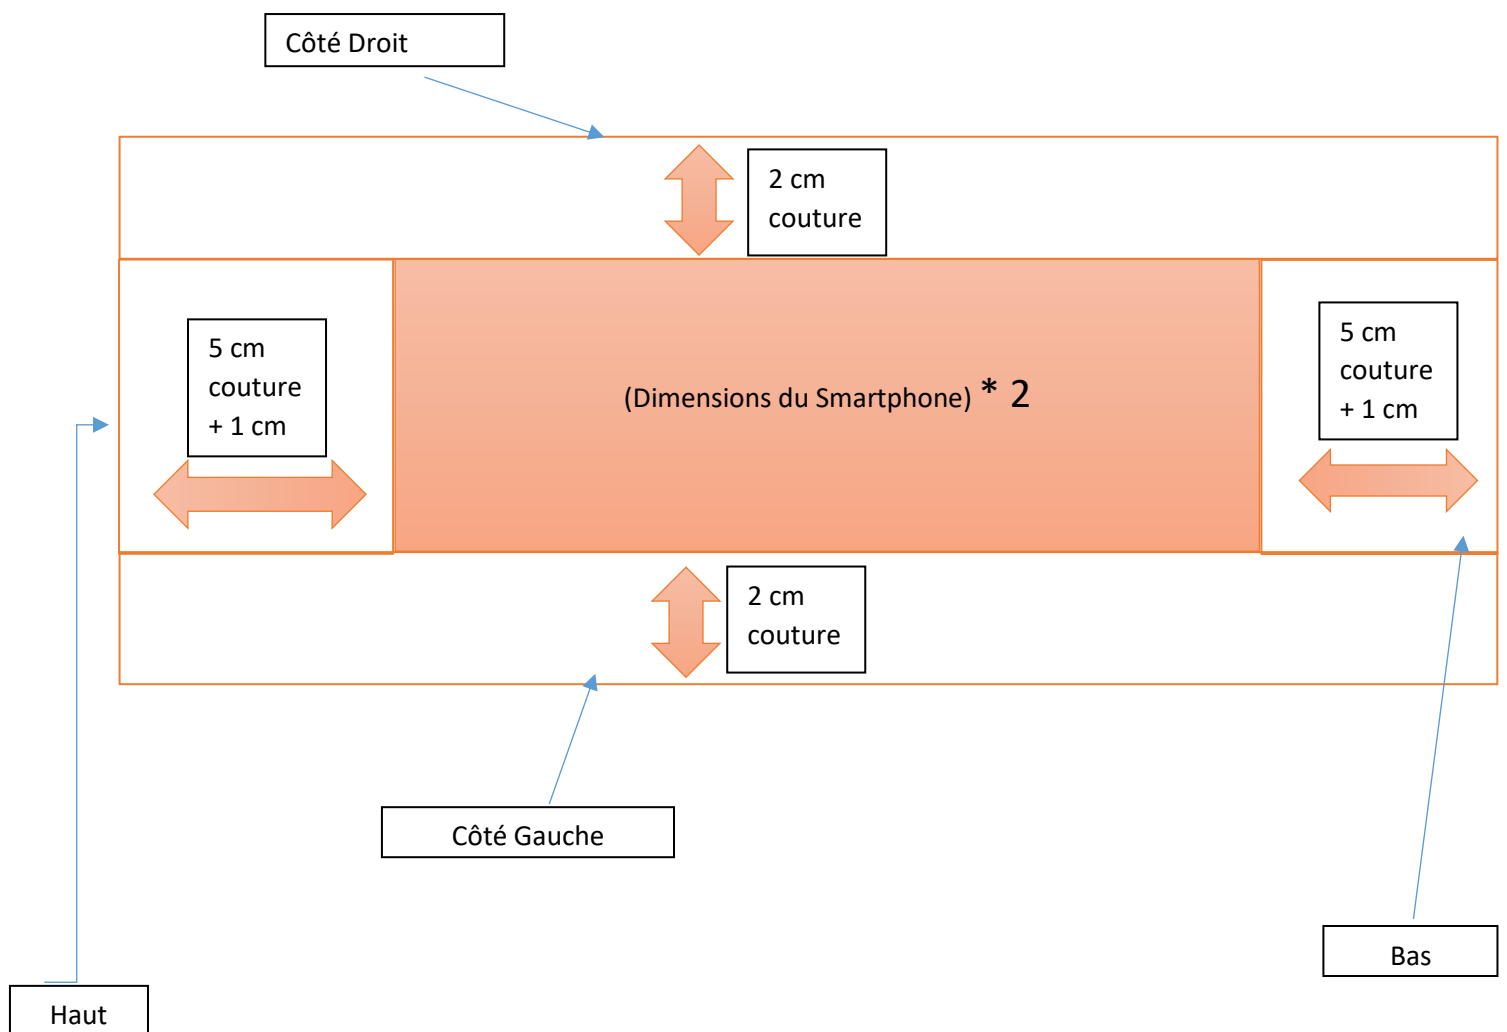 Côté Droit
2 cm
couture
5 cm
couture
+ 1 cm
(Dimensions du Smartphone) * 2
5 cm
couture
+ 1 cm
2 cm
couture
Côté Gauche
Bas
Haut